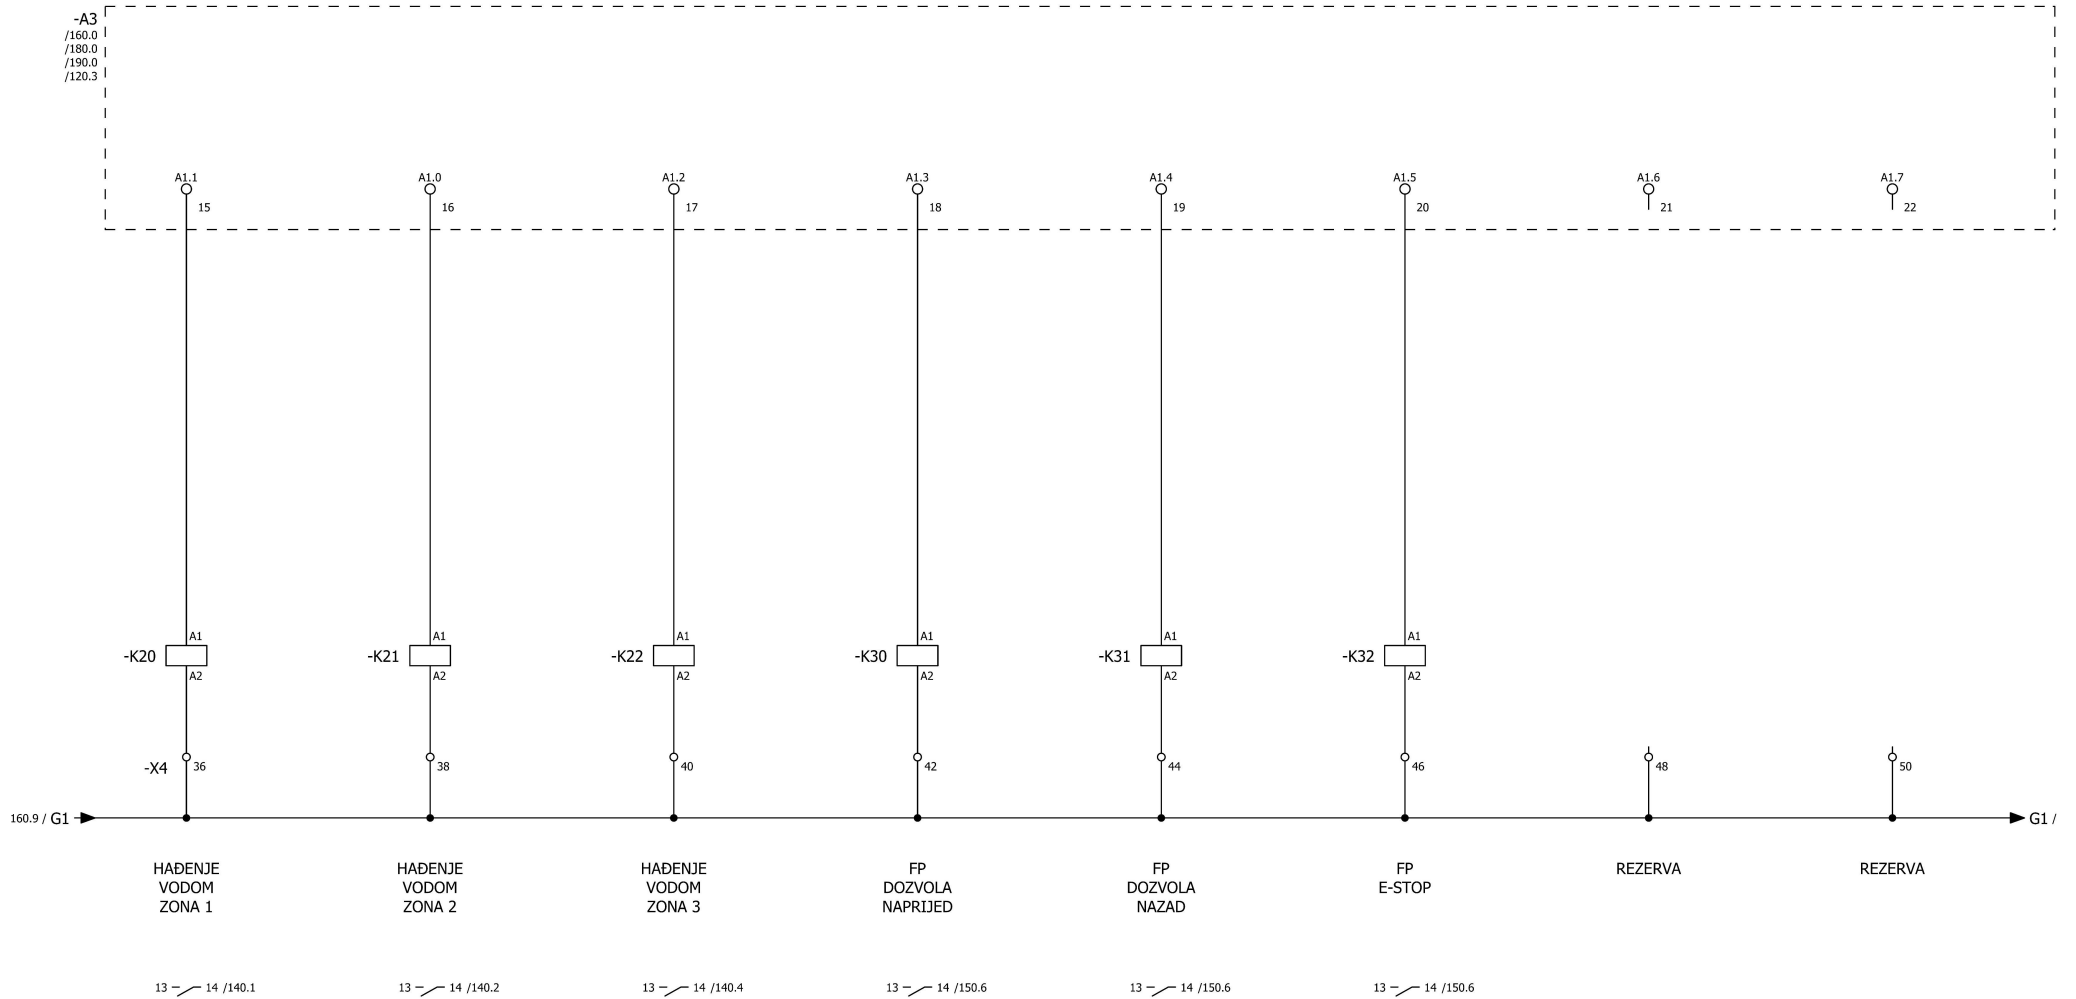 -A3
/160.0
/180.0
/190.0
/120.3
A1.1 A1.0 A1.2 A1.3 A1.4 A1.5 A1.6 A1.7
15 16 17 18 19 20 21 22
A1 A1 A1 A1 A1 A1
-K20 -K21 -K22 -K30 -K31 -K32
A2 A2 A2 A2 A2 A2
-X4 36 38 40 42 44 46 48 50
160.9 / G1 G1 /
HAĐENJE
VODOM
ZONA 1
HAĐENJE
VODOM
ZONA 2
HAĐENJE
VODOM
ZONA 3
FP
DOZVOLA
NAPRIJED
FP
DOZVOLA
NAZAD
FP
E-STOP
REZERVA
REZERVA
13 14 /140.1 13 14 /140.2 13 14 /140.4 13 14 /150.6 13 14 /150.6 13 14 /150.6